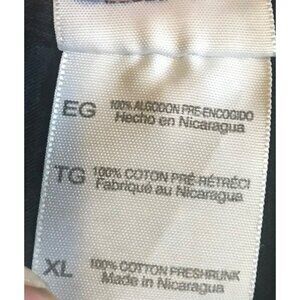 EG 100% ALGODON PRE-ENCOGIDO
Hecho en Nicaragua
TG 100% COTON PRÉ-RÉTRÉCI
Fabriqué au Nicaragua
XL 100% COTTON PRESHRUNK
Made in Nicaragua